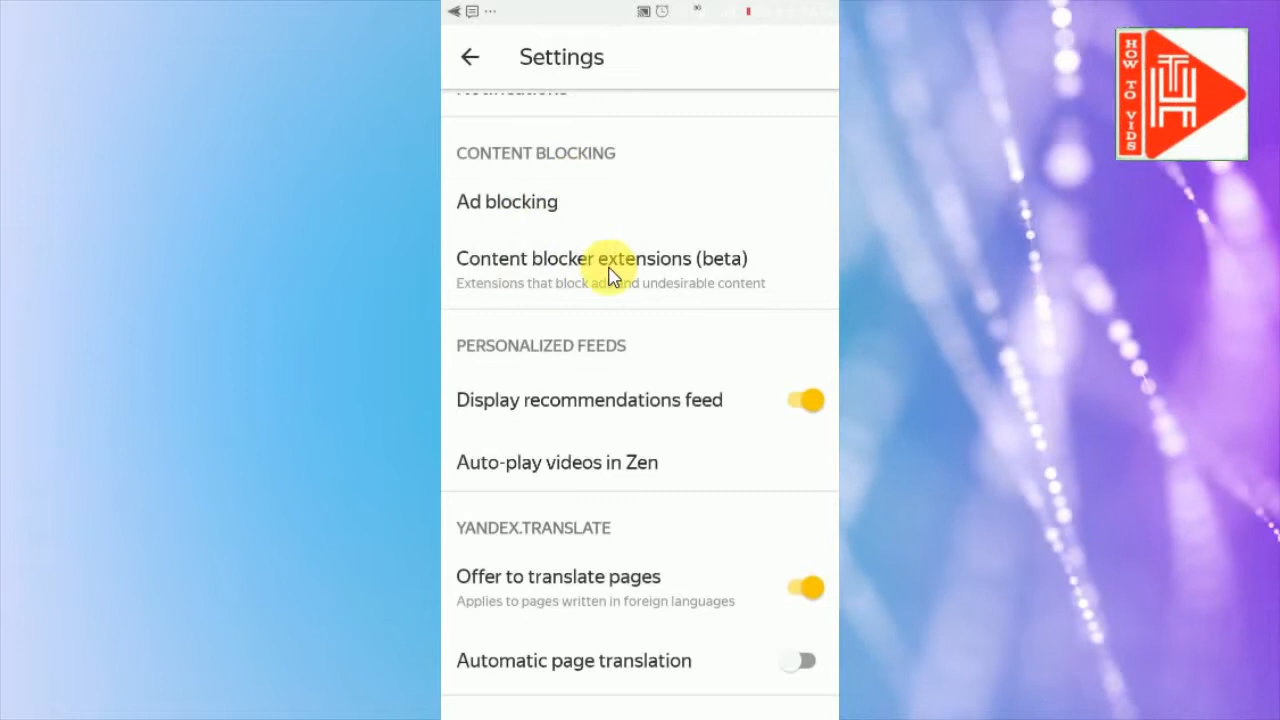 Settings
Notifications
CONTENT BLOCKING
Ad blocking
Content blocker extensions (beta)
Extensions that block ads and undesirable content
PERSONALIZED FEEDS
Display recommendations feed
Auto-play videos in Zen
YANDEX.TRANSLATE
Offer to translate pages
Applies to pages written in foreign languages
Automatic page translation
HOW TO VIDS